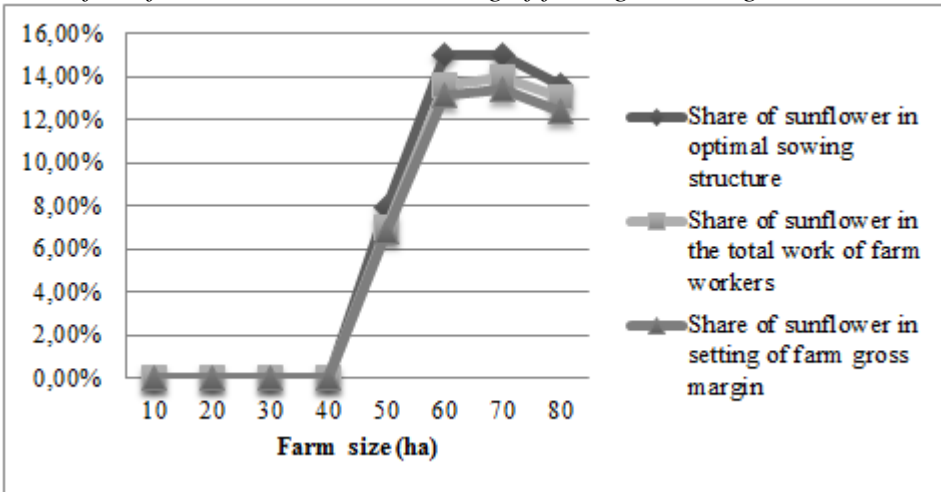 16,00%
14,00%
12,00%
10,00%
8,00%
6,00%
4,00%
2,00%
0,00%
10 20 30 40 50 60 70 80
Farm size (ha)
Share of sunflower in
optimal sowing
structure
Share of sunflower in
the total work of farm
workers
Share of sunflower in
setting of farm gross
margin